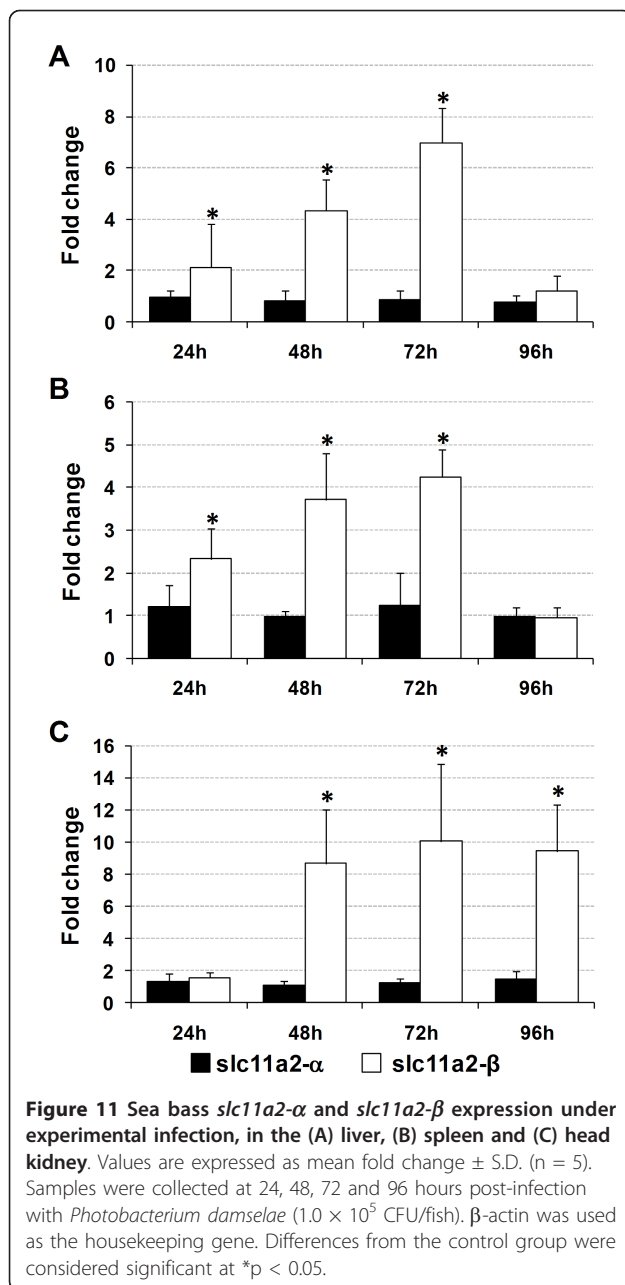 A
10
8
6
4
2
0
Fold change
* * *
24h 48h 72h 96h
B
6
5
4
3
2
1
0
Fold change
* * *
24h 48h 72h 96h
C
16
14
12
10
8
6
4
2
0
Fold change
* * *
24h 48h 72h 96h
slc11a2-α slc11a2-β
Figure 11 Sea bass slc11a2-α and slc11a2-β expression under
experimental infection, in the (A) liver, (B) spleen and (C) head
kidney. Values are expressed as mean fold change ± S.D. (n = 5).
Samples were collected at 24, 48, 72 and 96 hours post-infection
with Photobacterium damselae (1.0 × 10⁵ CFU/fish). β-actin was used
as the housekeeping gene. Differences from the control group were
considered significant at *p < 0.05.